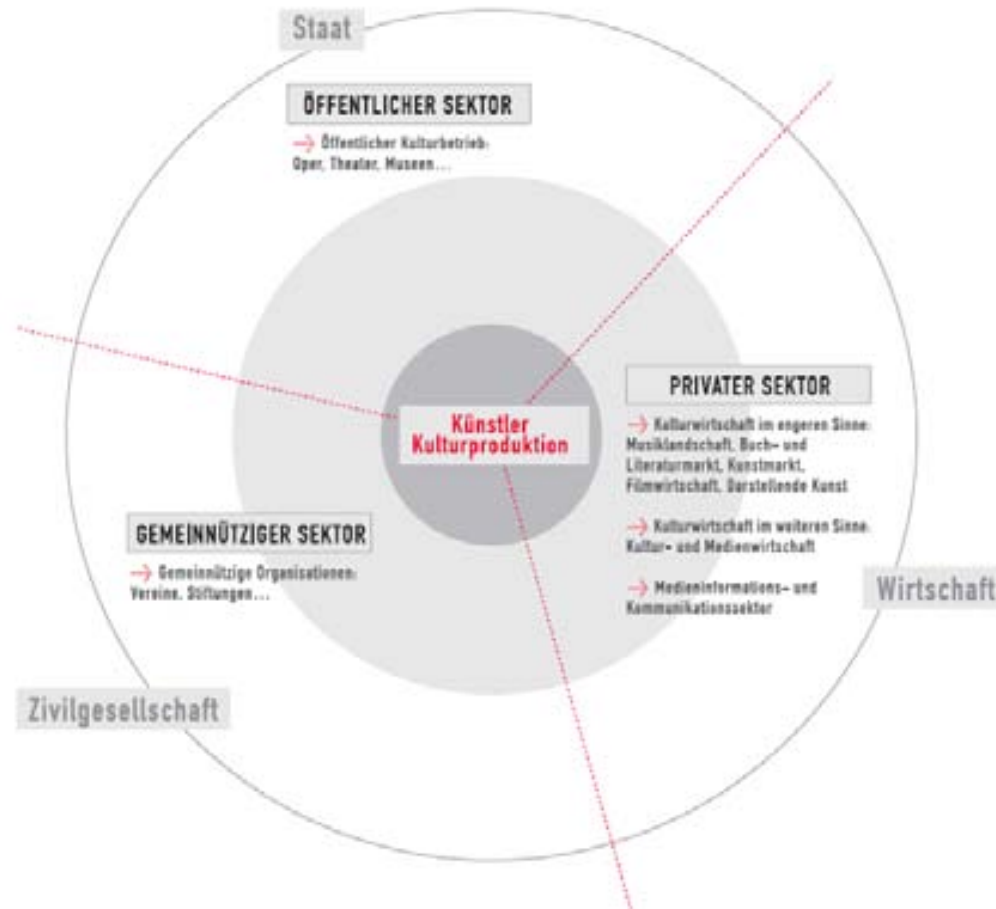 Staat
ÖFFENTLICHER SEKTOR
→ Öffentlicher Kulturbetrieb:
Oper, Theater, Museen...
PRIVATER SEKTOR
→ Kulturwirtschaft im engeren Sinne:
Musiklandschaft, Buch- und
Literaturmarkt, Kunstmarkt,
Filmwirtschaft, Darstellende Kunst
→ Kulturwirtschaft im weiteren Sinne:
Kultur- und Medienwirtschaft
→ Medieninformations- und
Kommunikationssektor
Künstler
Kulturproduktion
GEMEINNÜTZIGER SEKTOR
→ Gemeinnützige Organisationen:
Vereine, Stiftungen...
Wirtschaft
Zivilgesellschaft